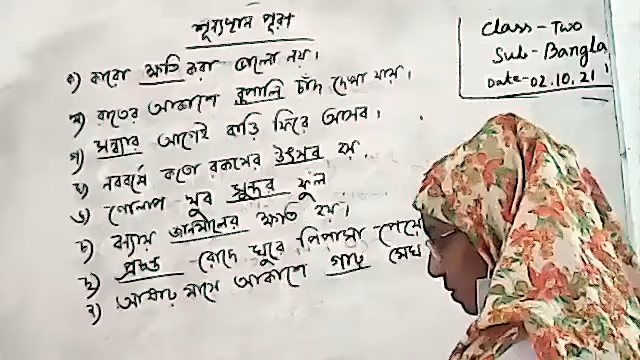 শূন্যস্থান পূরণ
ক) কারো ক্ষতি করা ভালো নয়।
খ) রাতের আকাশে রুপালি চাঁদ দেখা যায়।
গ) সন্ধ্যার আগেই বাড়ি ফিরে আসব।
ঘ) নববর্ষে কতো রকমের উৎসব হয়
ঙ) গোলাপ খুব সুন্দর ফুল
চ) জানমালের ক্ষতি হয়।
ছ) প্রচণ্ড রোদে ঘুরে পিপাসা পেয়ে
জ) আষাঢ় মাসে আকাশে গাঢ় মেঘ
Class-Two
Sub-Bangla
Date-02.10.21